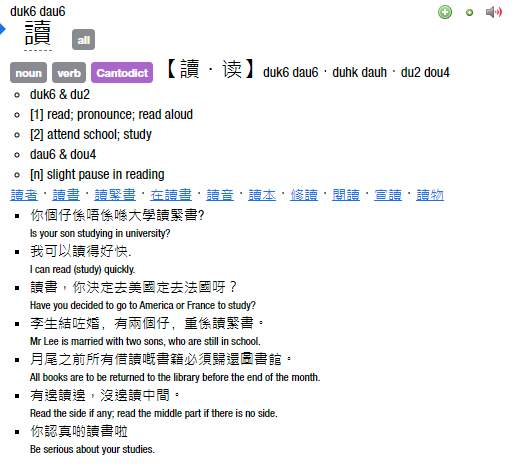 duk6 dau6
讀 all
noun verb Cantodict 【讀．读】duk6 dau6・duhk dauh・du2 dou4
duk6 & du2
[1] read; pronounce; read aloud
[2] attend school; study
dau6 & dou4
[n] slight pause in reading
讀者・讀書・讀緊書・在讀書・讀音・讀本・修讀・閱讀・宣讀・讀物
你個仔係唔係喺大學讀緊書?
Is your son studying in university?
我可以讀得好快.
I can read (study) quickly.
讀書，你決定去美國定去法國呀？
Have you decided to go to America or France to study?
李生結咗婚, 有兩個仔, 重係讀緊書。
Mr Lee is married with two sons, who are still in school.
月尾之前所有借讀嘅書籍必須歸還圖書館。
All books are to be returned to the library before the end of the month.
有邊讀邊，沒邊讀中間。
Read the side if any; read the middle part if there is no side.
你認真啲讀書啦
Be serious about your studies.